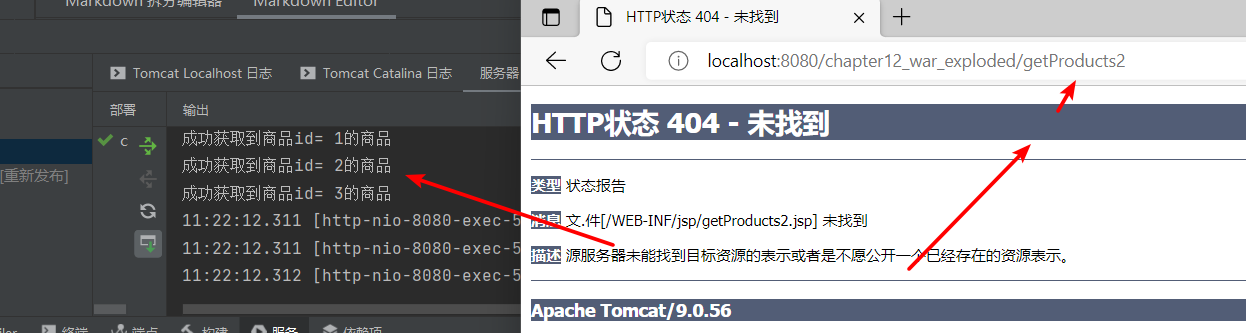 Markdown 拆分编辑器 Markdown Editor
Tomcat Localhost 日志 Tomcat Catalina 日志 服务器
部署 输出
C
成功获取到商品id= 1的商品
成功获取到商品id= 2的商品
成功获取到商品id= 3的商品
[重新发布]
11:22:12.311 [http-nio-8080-exec-5
11:22:12.311 [http-nio-8080-exec-5
11:22:12.312 [http-nio-8080-exec-5
终端 端点 构建 服务 依赖项
HTTP状态 404 - 未找到
localhost:8080/chapter12_war_exploded/getProducts2
HTTP状态 404 - 未找到
类型 状态报告
消息 文.件[/WEB-INF/jsp/getProducts2.jsp] 未找到
描述 源服务器未能找到目标资源的表示或者是不愿公开一个已经存在的资源表示。
Apache Tomcat/9.0.56